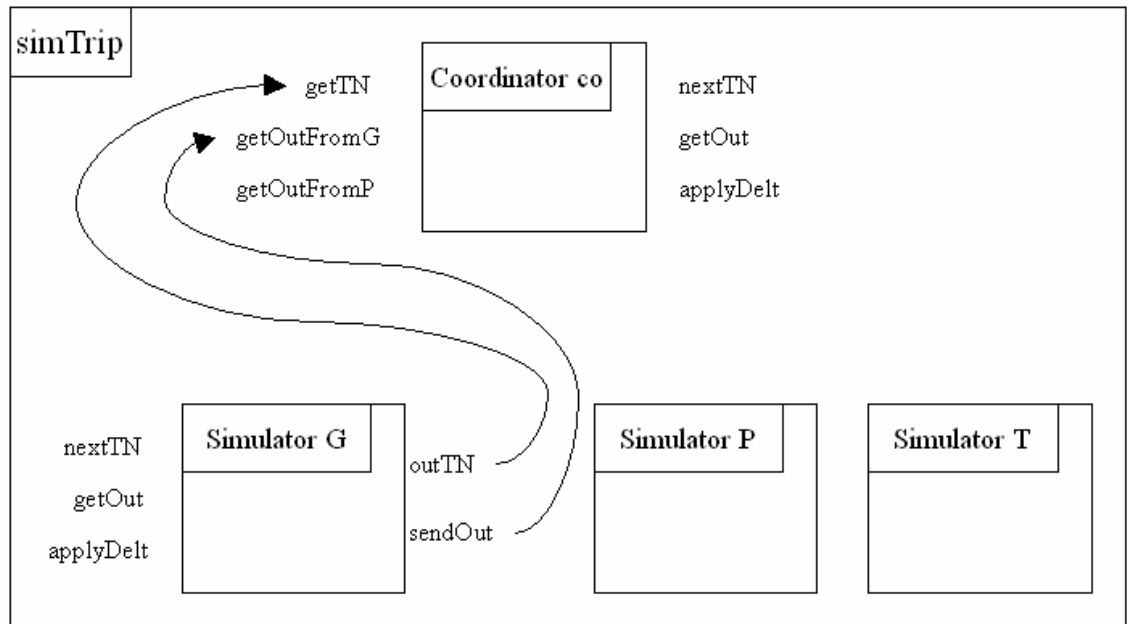 simTrip
getTN
Coordinator co
nextTN
getOutFromG
getOut
getOutFromP
applyDelt
Simulator G
Simulator P
Simulator T
nextTN
outTN
getOut
sendOut
applyDelt